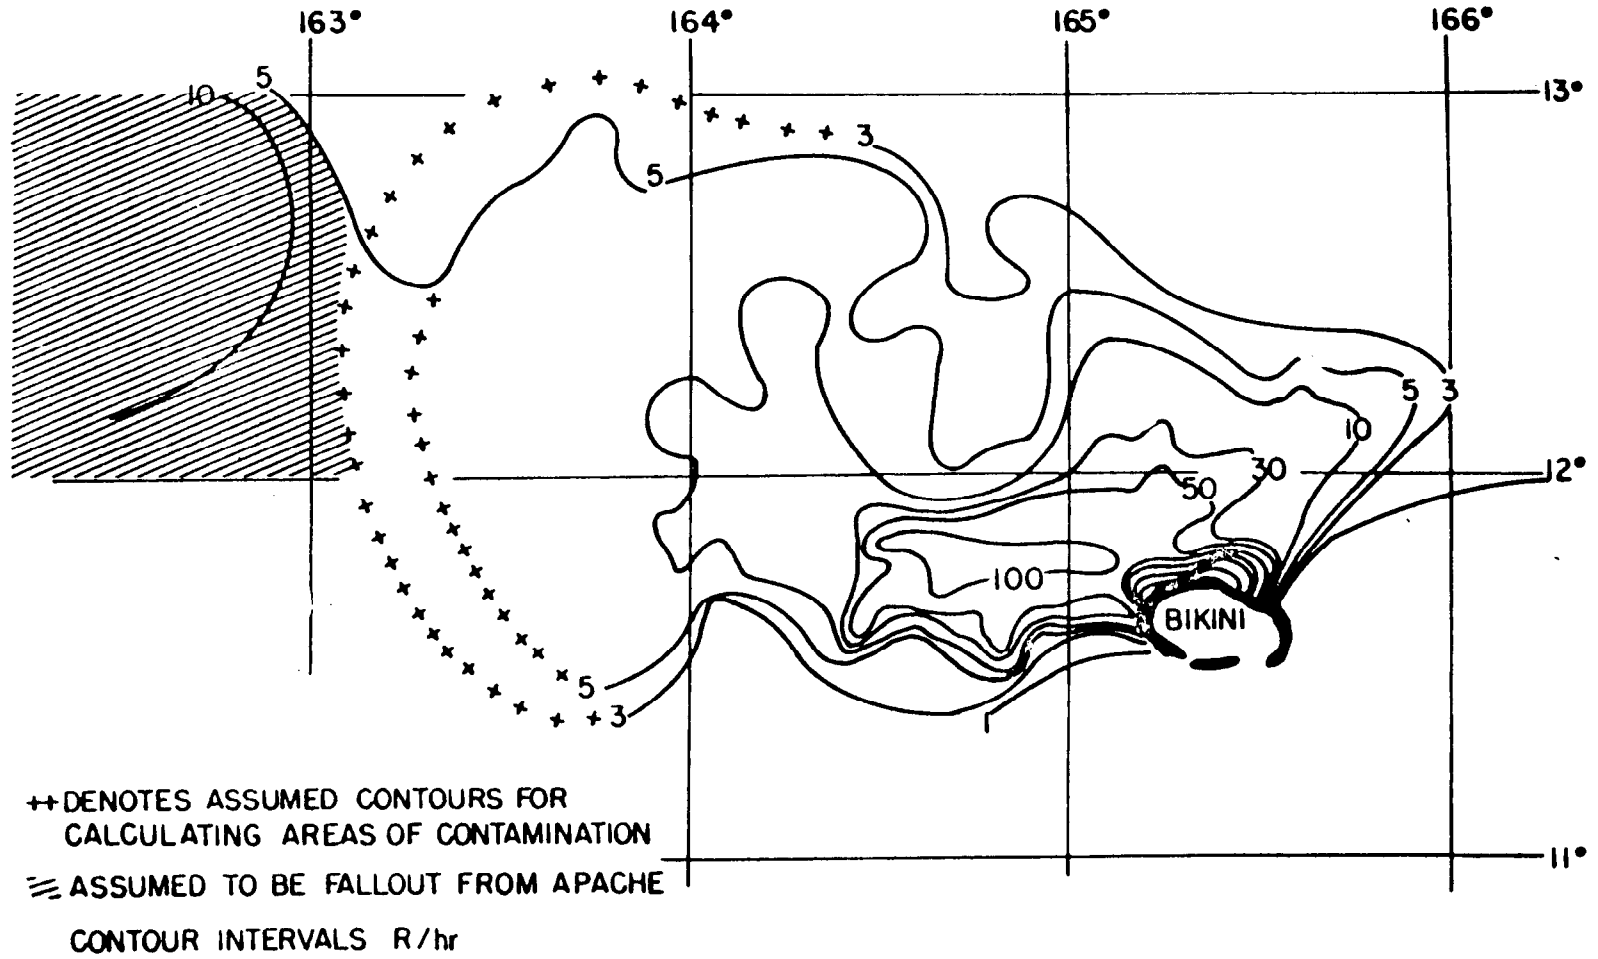 163° 164° 165° 166°
5
10
13°
3
5
5 3
10
30
50
12°
100
BIKINI
5
3
++ DENOTES ASSUMED CONTOURS FOR
CALCULATING AREAS OF CONTAMINATION
11°
ASSUMED TO BE FALLOUT FROM APACHE
CONTOUR INTERVALS R/hr